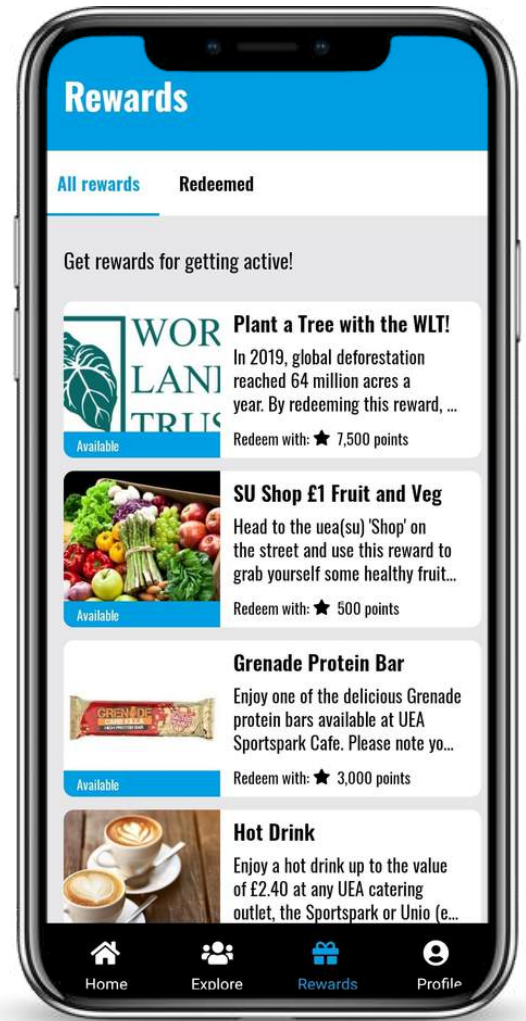 Rewards
All rewards
Redeemed
Get rewards for getting active!
WOR
LAN
TRUS
Available
Plant a Tree with the WLT!
In 2019, global deforestation
reached 64 million acres a
year. By redeeming this reward, ...
Redeem with: ★ 7,500 points
Available
SU Shop £1 Fruit and Veg
Head to the uea(su) 'Shop' on
the street and use this reward to
grab yourself some healthy fruit...
Redeem with: ★ 500 points
GRENADE
CARB KILLA
HIGH PROTEIN BAR
Available
Grenade Protein Bar
Enjoy one of the delicious Grenade
protein bars available at UEA
Sportspark Cafe. Please note yo...
Redeem with: ★ 3,000 points
Hot Drink
Enjoy a hot drink up to the value
of £2.40 at any UEA catering
outlet, the Sportspark or Unio (e...
Home
Explore
Rewards
Profile